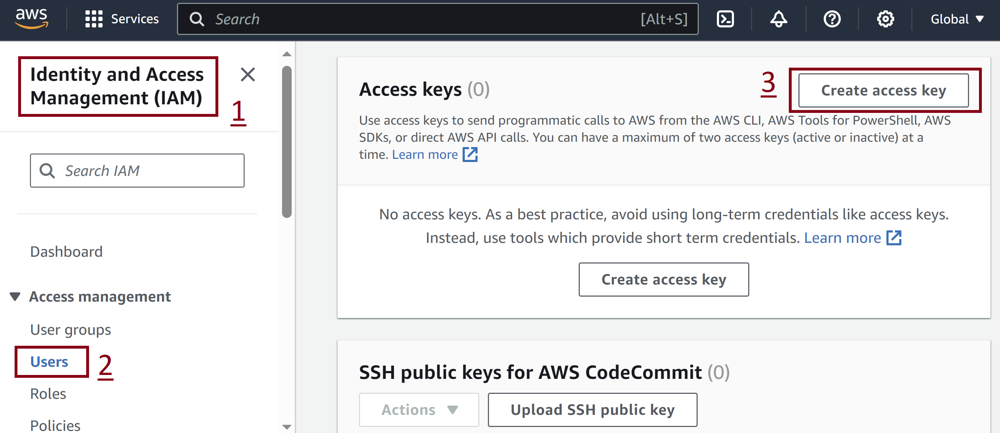 aws
Services
Search
[Alt+S]
Global
Identity and Access
Management (IAM)
1
Search IAM
Dashboard
Access management
User groups
Users
2
Roles
Policies
Access keys (0)
3
Create access key
Use access keys to send programmatic calls to AWS from the AWS CLI, AWS Tools for PowerShell, AWS
SDKs, or direct AWS API calls. You can have a maximum of two access keys (active or inactive) at a
time. Learn more
No access keys. As a best practice, avoid using long-term credentials like access keys.
Instead, use tools which provide short term credentials. Learn more
Create access key
SSH public keys for AWS CodeCommit (0)
Actions
Upload SSH public key